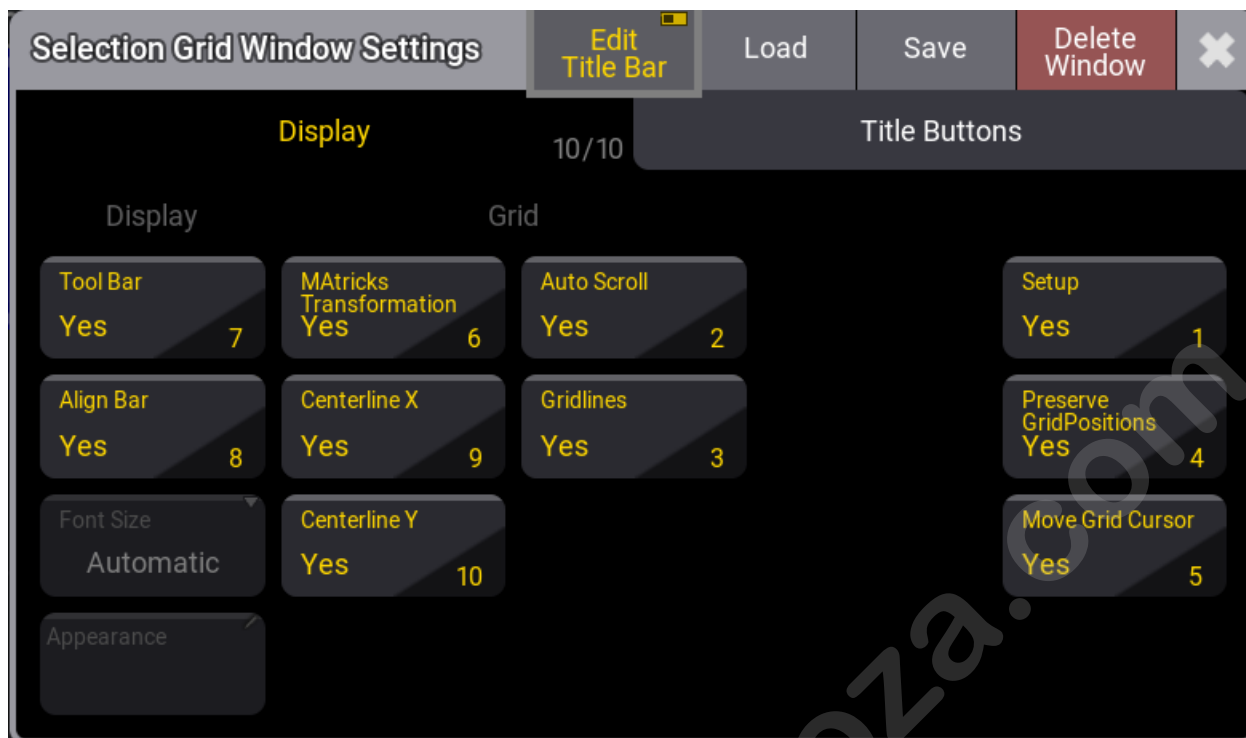 Selection Grid Window Settings
Edit
Title Bar
Load
Save
Delete
Window
Display
10/10
Title Buttons
Display
Grid
Tool Bar
Yes
7
MAtricks
Transformation
Yes
6
Auto Scroll
Yes
2
Setup
Yes
1
Align Bar
Yes
8
Centerline X
Yes
9
Gridlines
Yes
3
Preserve
GridPositions
Yes
4
Font Size
Automatic
Centerline Y
Yes
10
Move Grid Cursor
Yes
5
Appearance